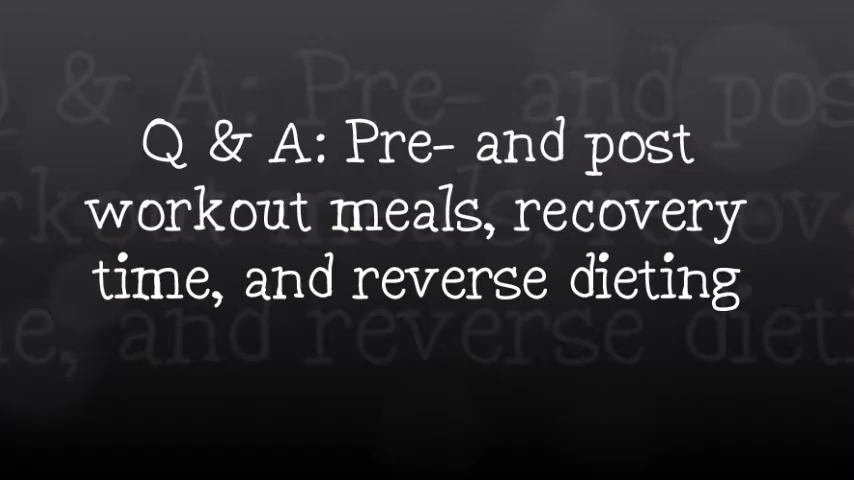 Q & A: Pre- and post
workout meals, recovery
time, and reverse dieting